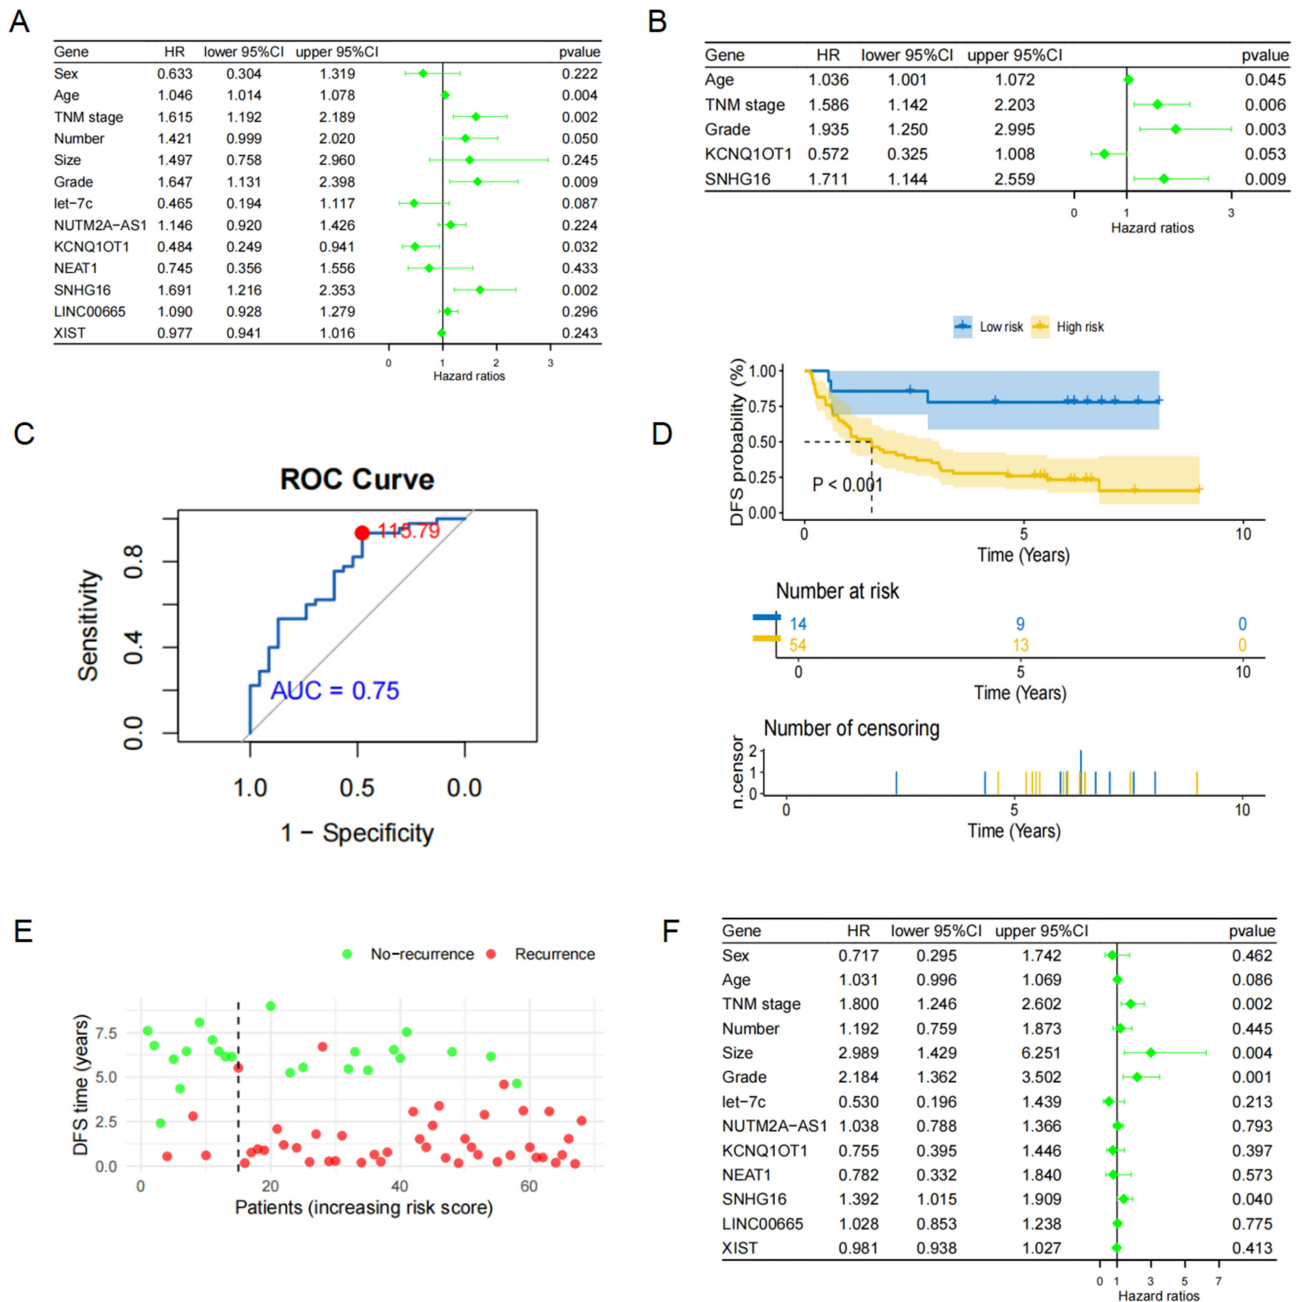 A
Gene HR lower 95%CI upper 95%CI pvalue
Sex 0.633 0.304 1.319 0.222
Age 1.046 1.014 1.078 0.004
TNM stage 1.615 1.192 2.189 0.002
Number 1.421 0.999 2.020 0.050
Size 1.497 0.758 2.960 0.245
Grade 1.647 1.131 2.398 0.009
let-7c 0.465 0.194 1.117 0.087
NUTM2A-AS1 1.146 0.920 1.426 0.224
KCNQ1OT1 0.484 0.249 0.941 0.032
NEAT1 0.745 0.356 1.556 0.433
SNHG16 1.691 1.216 2.353 0.002
LINC00665 1.090 0.928 1.279 0.296
XIST 0.977 0.941 1.016 0.243
0 1 2 3
Hazard ratios
B
Gene HR lower 95%CI upper 95%CI pvalue
Age 1.036 1.001 1.072 0.045
TNM stage 1.586 1.142 2.203 0.006
Grade 1.935 1.250 2.995 0.003
KCNQ1OT1 0.572 0.325 1.008 0.053
SNHG16 1.711 1.144 2.559 0.009
0 1 3
Hazard ratios
C
ROC Curve
115.79
AUC = 0.75
Sensitivity
0.8
0.4
0.0
1.0 0.5 0.0
1 − Specificity
D
Low risk High risk
DFS probability (%)
1.00
0.75
0.50
0.25
0.00
P < 0.001
0 5 10
Time (Years)
Number at risk
14 9 0
54 13 0
0 5 10
Time (Years)
Number of censoring
n.censor
2
1
0
0 5 10
Time (Years)
E
No-recurrence Recurrence
DFS time (years)
7.5
5.0
2.5
0.0
0 20 40 60
Patients (increasing risk score)
F
Gene HR lower 95%CI upper 95%CI pvalue
Sex 0.717 0.295 1.742 0.462
Age 1.031 0.996 1.069 0.086
TNM stage 1.800 1.246 2.602 0.002
Number 1.192 0.759 1.873 0.445
Size 2.989 1.429 6.251 0.004
Grade 2.184 1.362 3.502 0.001
let-7c 0.530 0.196 1.439 0.213
NUTM2A-AS1 1.038 0.788 1.366 0.793
KCNQ1OT1 0.755 0.395 1.446 0.397
NEAT1 0.782 0.332 1.840 0.573
SNHG16 1.392 1.015 1.909 0.040
LINC00665 1.028 0.853 1.238 0.775
XIST 0.981 0.938 1.027 0.413
0 1 3 5 7
Hazard ratios